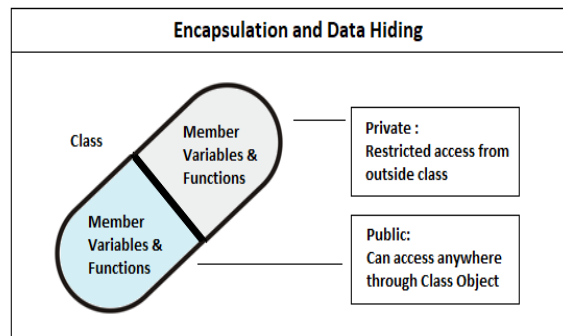 Encapsulation and Data Hiding
Class
Member
Variables &
Functions
Member
Variables &
Functions
Private :
Restricted access from
outside class
Public:
Can access anywhere
through Class Object